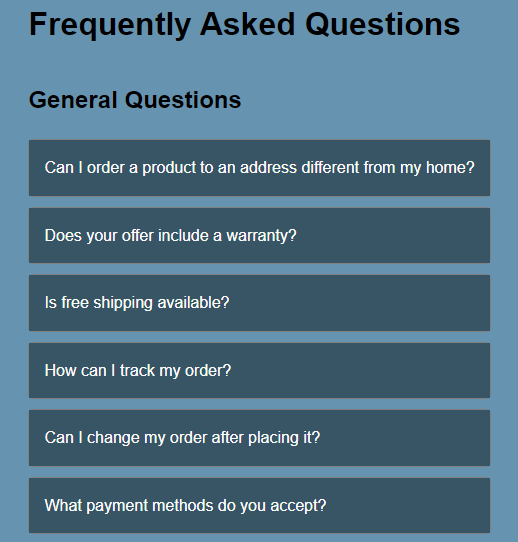 Frequently Asked Questions
General Questions
Can I order a product to an address different from my home?
Does your offer include a warranty?
Is free shipping available?
How can I track my order?
Can I change my order after placing it?
What payment methods do you accept?